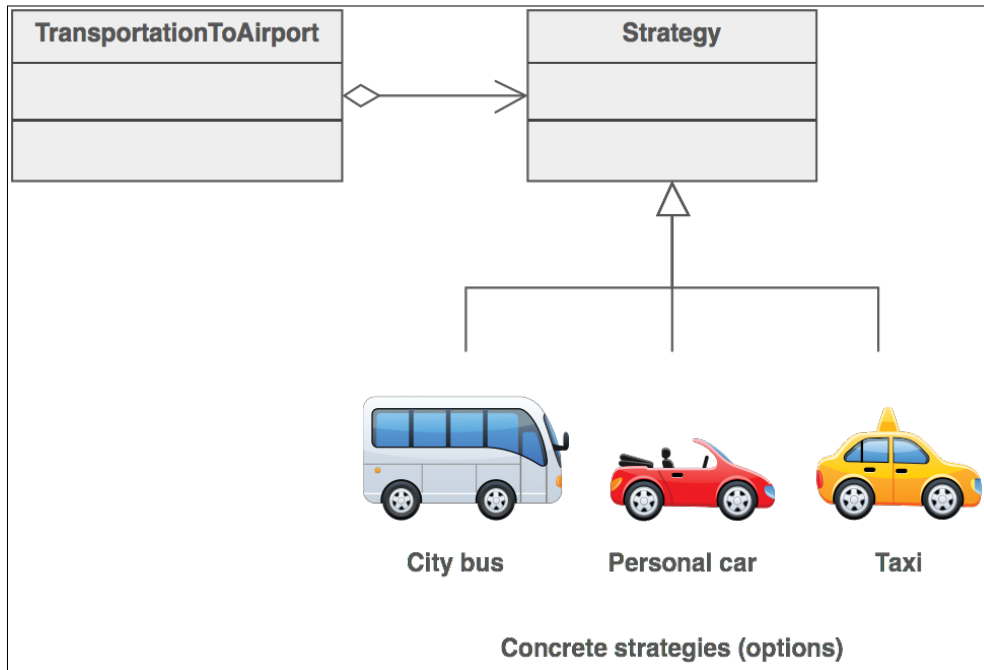 TransportationToAirport
Strategy
City bus
Personal car
Taxi
Concrete strategies (options)